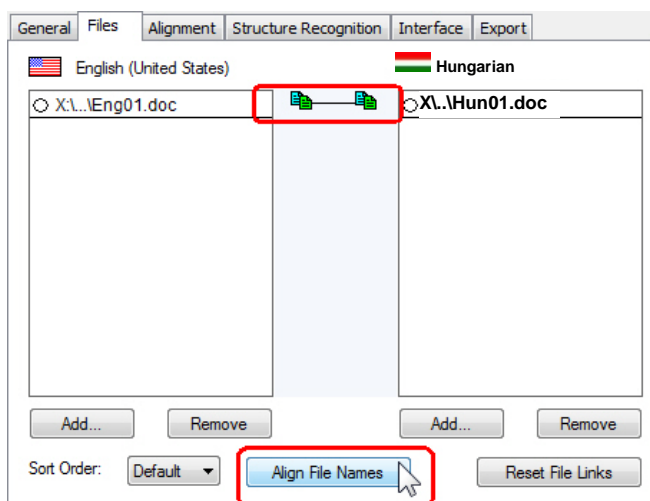 General Files Alignment Structure Recognition Interface Export
English (United States) Hungarian
X:\...\Eng01.doc X\..\Hun01.doc
Add... Remove Add... Remove
Sort Order: Default Align File Names Reset File Links